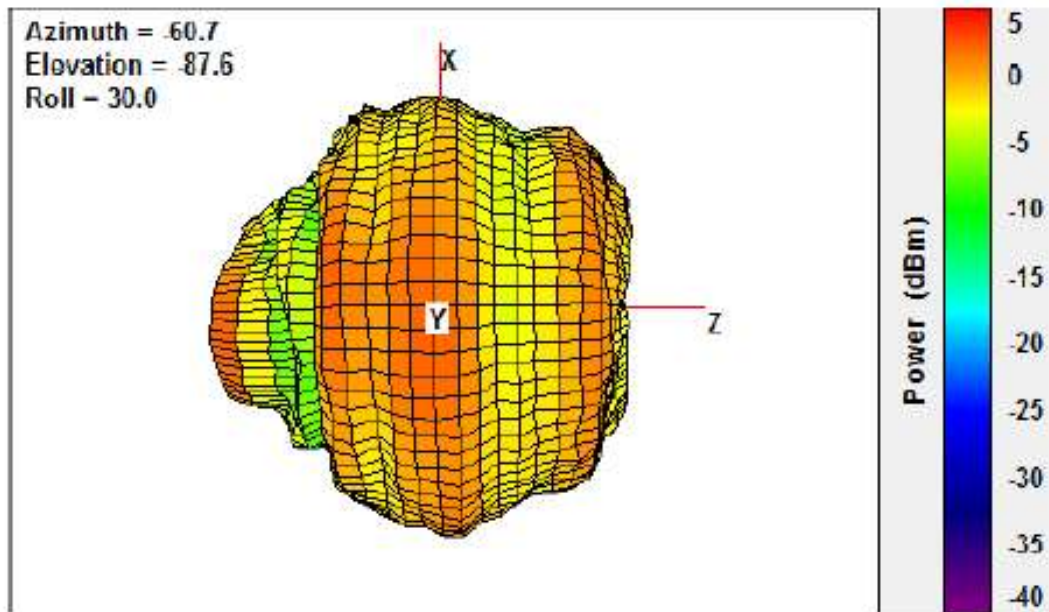 Azimuth = -60.7
Elevation = -87.6
Roll = 30.0
X
Y
Z
Power (dBm)
5
0
-5
-10
-15
-20
-25
-30
-35
-40